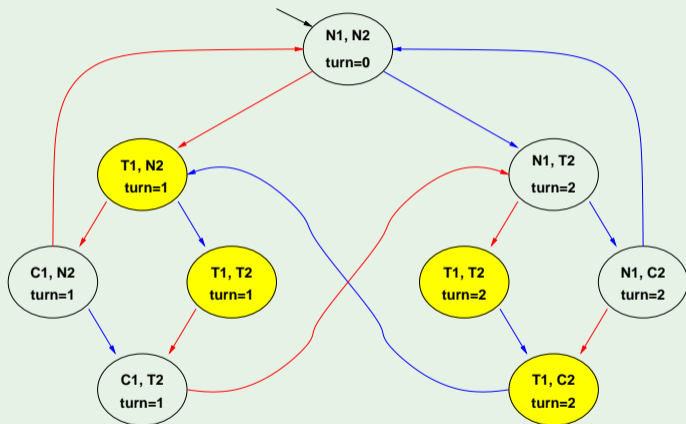 N1, N2
turn=0
T1, N2
turn=1
N1, T2
turn=2
C1, N2
turn=1
T1, T2
turn=1
T1, T2
turn=2
N1, C2
turn=2
C1, T2
turn=1
T1, C2
turn=2